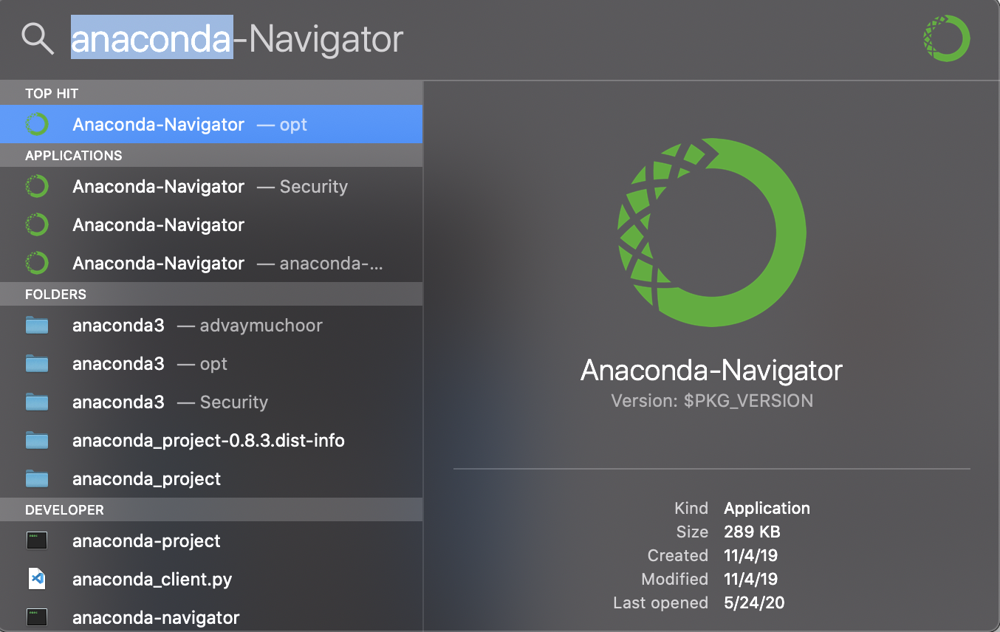 anaconda-Navigator
TOP HIT
Anaconda-Navigator — opt
APPLICATIONS
Anaconda-Navigator — Security
Anaconda-Navigator
Anaconda-Navigator — anaconda-...
FOLDERS
anaconda3 — advaymuchoor
anaconda3 — opt
anaconda3 — Security
anaconda_project-0.8.3.dist-info
anaconda_project
DEVELOPER
anaconda-project
anaconda_client.py
anaconda-navigator
Anaconda-Navigator
Version: $PKG_VERSION
Kind Application
Size 289 KB
Created 11/4/19
Modified 11/4/19
Last opened 5/24/20